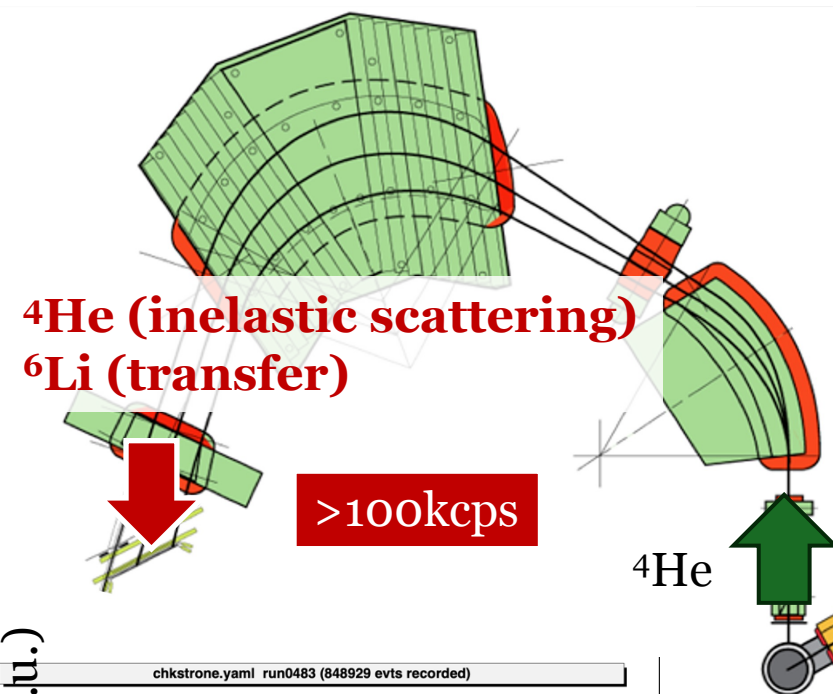 ⁴He (inelastic scattering)
⁶Li (transfer)
>100kcps
⁴He
.u.)
chkstrone.yaml run0483 (848929 evts recorded)